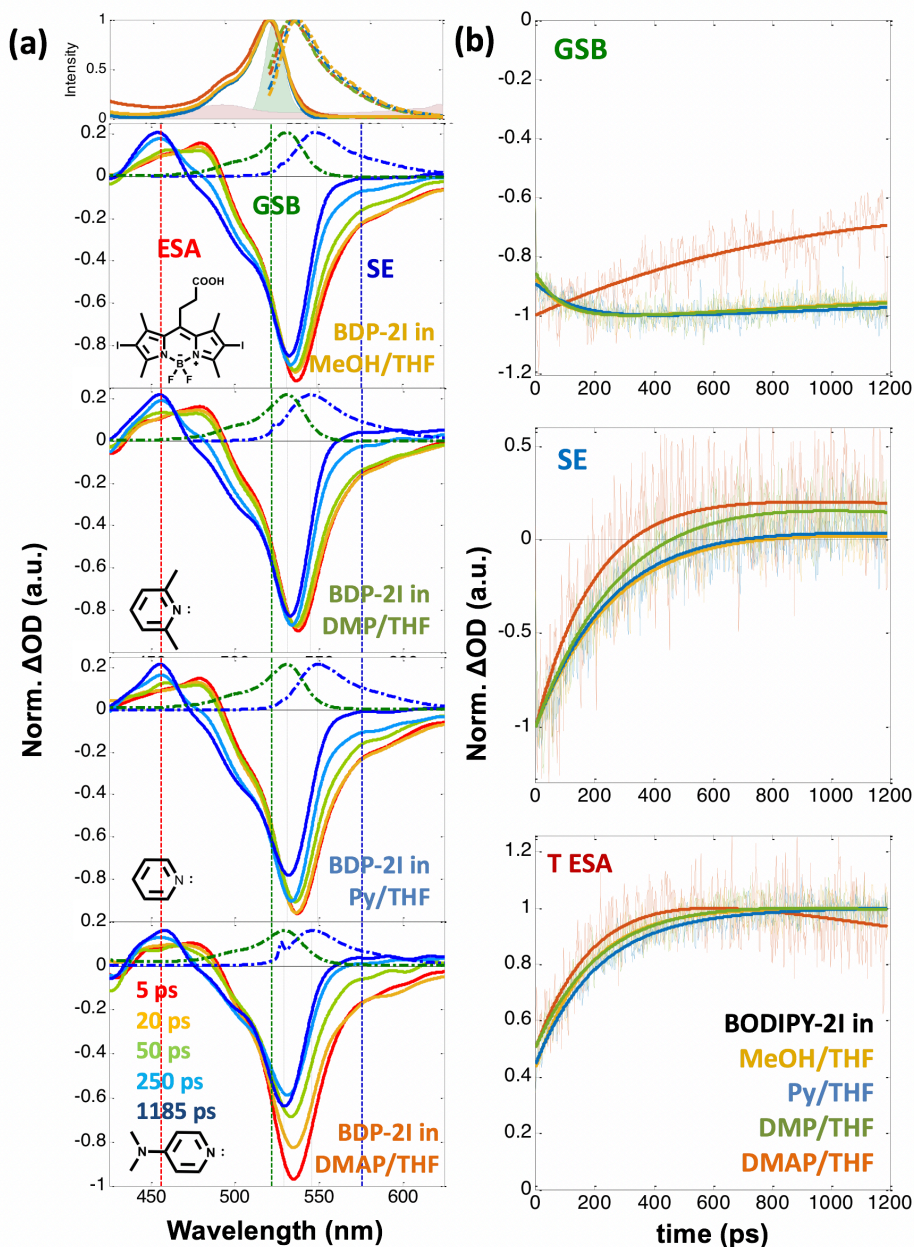 (a)
Intensity
1
0.5
0
0.2
0
-0.2
-0.4
-0.6
-0.8
ESA
GSB
SE
COOH
I
I
N
N
+
B
-
F
F
BDP-2I in
MeOH/THF
0.2
0
-0.2
-0.4
-0.6
-0.8
N:
BDP-2I in
DMP/THF
0.2
0
-0.2
-0.4
-0.6
-0.8
N:
BDP-2I in
Py/THF
0.2
0
-0.2
-0.4
-0.6
-0.8
-1
5 ps
20 ps
50 ps
250 ps
1185 ps
N
N:
BDP-2I in
DMAP/THF
450
500
550
600
Wavelength (nm)
Norm. ΔOD (a.u.)
(b)
GSB
0
-0.2
-0.4
-0.6
-0.8
-1
-1.2
0
200
400
600
800
1000
1200
SE
0.5
0
-0.5
-1
0
200
400
600
800
1000
1200
T ESA
1.2
1
0.8
0.6
0.4
0.2
0
BODIPY-2I in
MeOH/THF
Py/THF
DMP/THF
DMAP/THF
0
200
400
600
800
1000
1200
time (ps)
Norm. ΔOD (a.u.)